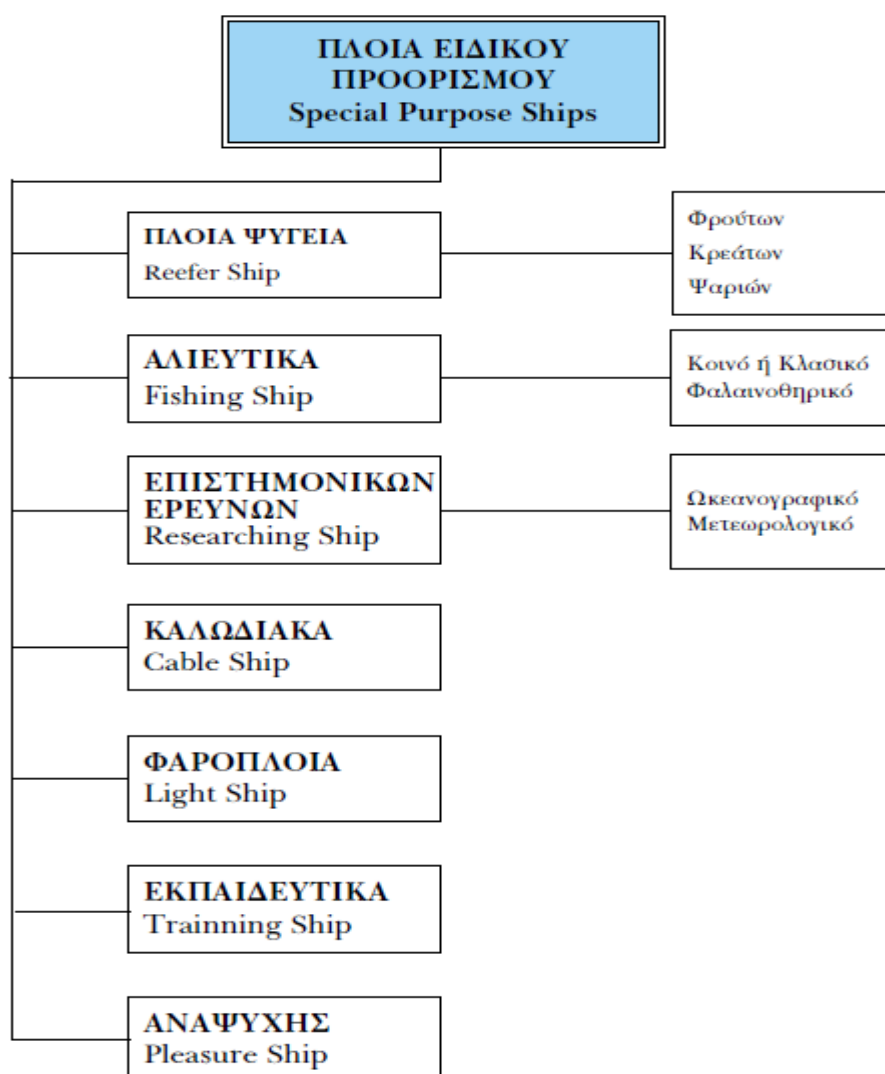 ΠΛΟΙΑ ΕΙΔΙΚΟΥ
ΠΡΟΟΡΙΣΜΟΥ
Special Purpose Ships
ΠΛΟΙΑ ΨΥΓΕΙΑ
Reefer Ship
Φρούτων
Κρεάτων
Ψαριών
ΑΛΙΕΥΤΙΚΑ
Fishing Ship
Κοινό ή Κλασικό
Φαλαινοθηρικό
ΕΠΙΣΤΗΜΟΝΙΚΩΝ
ΕΡΕΥΝΩΝ
Researching Ship
Ωκεανογραφικό
Μετεωρολογικό
ΚΑΛΩΔΙΑΚΑ
Cable Ship
ΦΑΡΟΠΛΟΙΑ
Light Ship
ΕΚΠΑΙΔΕΥΤΙΚΑ
Trainning Ship
ΑΝΑΨΥΧΗΣ
Pleasure Ship